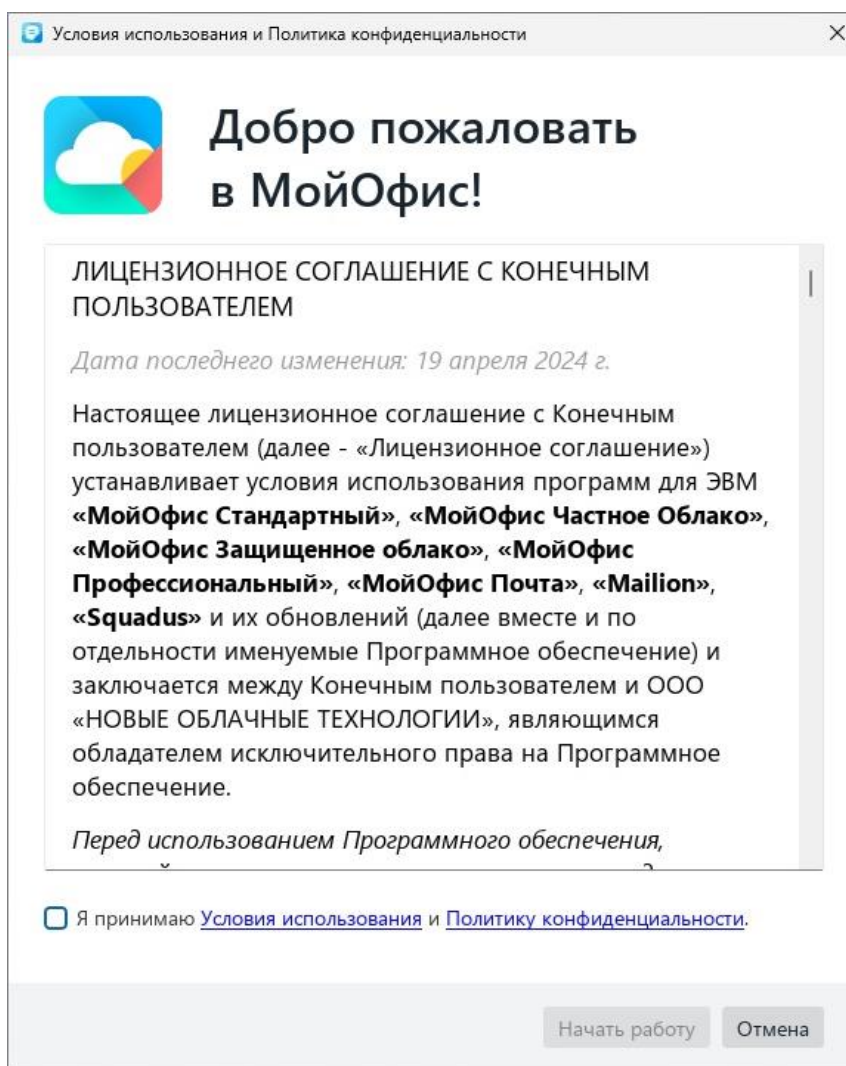 Условия использования и Политика конфиденциальности
Добро пожаловать
в МойОфис!
ЛИЦЕНЗИОННОЕ СОГЛАШЕНИЕ С КОНЕЧНЫМ
ПОЛЬЗОВАТЕЛЕМ
Дата последнего изменения: 19 апреля 2024 г.
Настоящее лицензионное соглашение с Конечным
пользователем (далее - «Лицензионное соглашение»)
устанавливает условия использования программ для ЭВМ
«МойОфис Стандартный», «МойОфис Частное Облако»,
«МойОфис Защищенное облако», «МойОфис
Профессиональный», «МойОфис Почта», «Mailion»,
«Squadus» и их обновлений (далее вместе и по
отдельности именуемые Программное обеспечение) и
заключается между Конечным пользователем и ООО
«НОВЫЕ ОБЛАЧНЫЕ ТЕХНОЛОГИИ», являющимся
обладателем исключительного права на Программное
обеспечение.
Перед использованием Программного обеспечения,
Я принимаю Условия использования и Политику конфиденциальности.
Начать работу Отмена